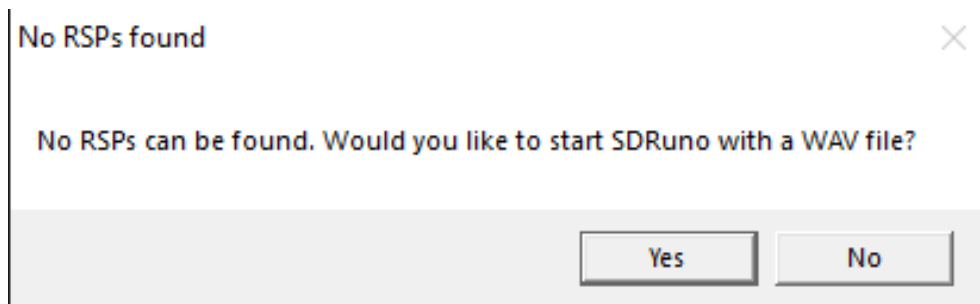 No RSPs found
No RSPs can be found. Would you like to start SDRuno with a WAV file?
Yes
No